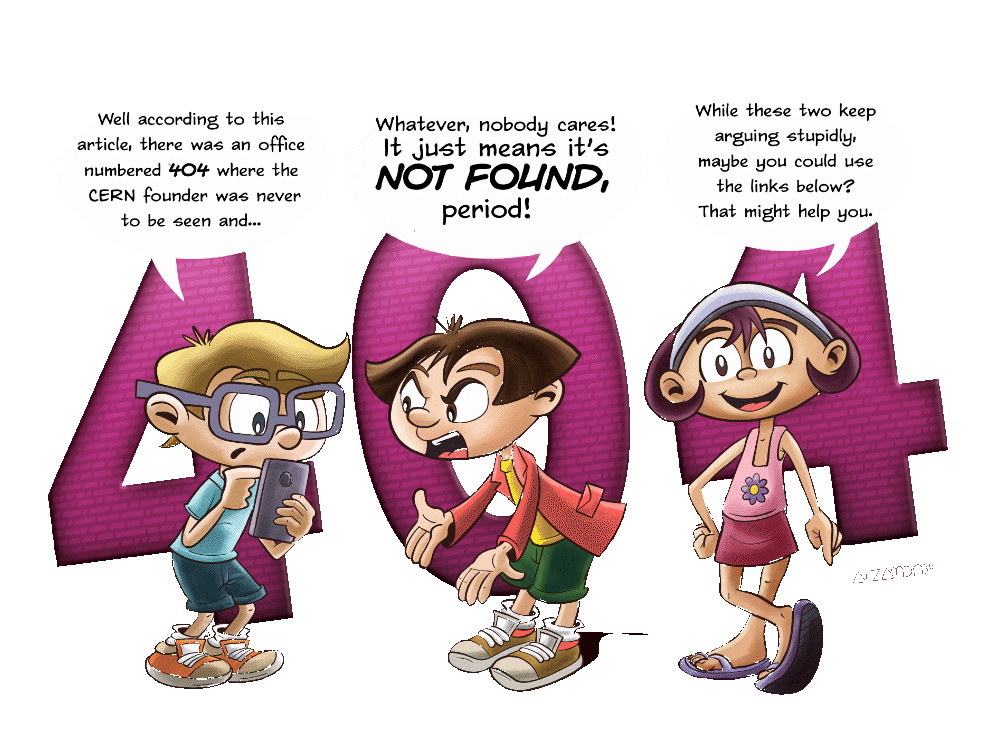 Well according to this
article, there was an office
numbered 404 where the
CERN founder was never
to be seen and...
Whatever, nobody cares!
It just means it's
NOT FOUND,
period!
While these two keep
arguing stupidly,
maybe you could use
the links below?
That might help you.
404